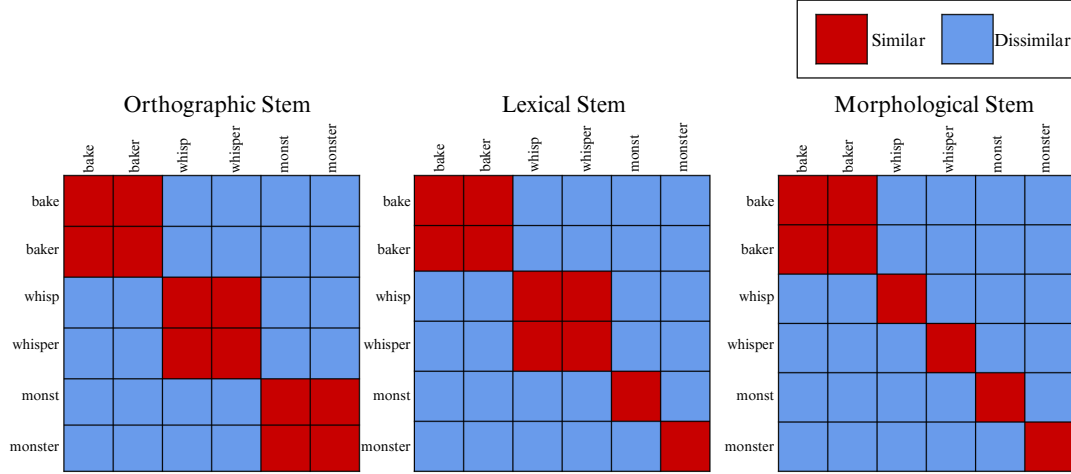 Similar Dissimilar
Orthographic Stem
bake baker whisp whisper monst monster
bake
baker
whisp
whisper
monst
monster
Lexical Stem
bake baker whisp whisper monst monster
bake
baker
whisp
whisper
monst
monster
Morphological Stem
bake baker whisp whisper monst monster
bake
baker
whisp
whisper
monst
monster